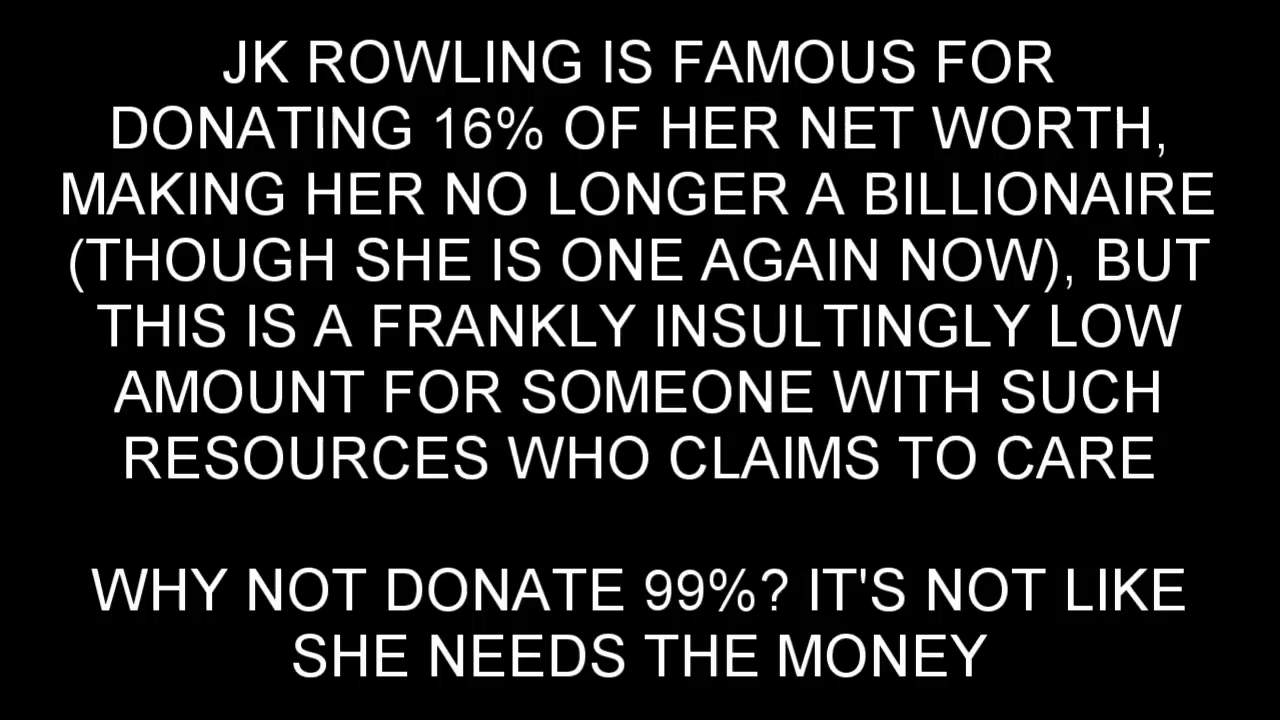 JK ROWLING IS FAMOUS FOR
DONATING 16% OF HER NET WORTH,
MAKING HER NO LONGER A BILLIONAIRE
(THOUGH SHE IS ONE AGAIN NOW), BUT
THIS IS A FRANKLY INSULTINGLY LOW
AMOUNT FOR SOMEONE WITH SUCH
RESOURCES WHO CLAIMS TO CARE
WHY NOT DONATE 99%? IT'S NOT LIKE
SHE NEEDS THE MONEY